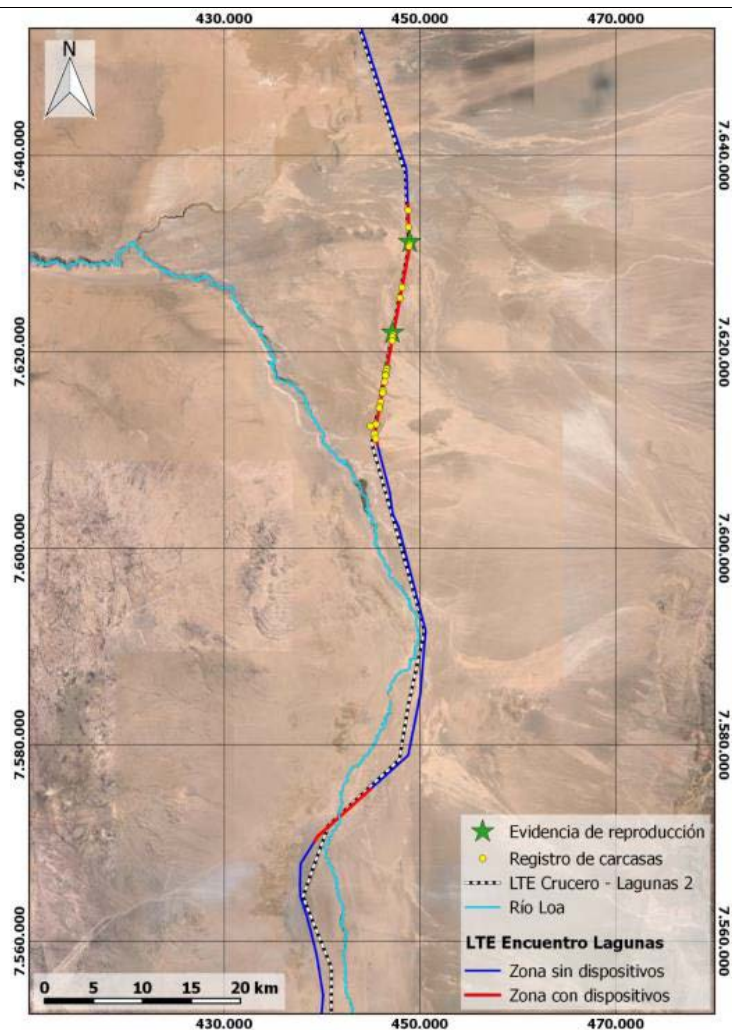 430.000 450.000 470.000
N
7.640.000 7.640.000
7.620.000 7.620.000
7.600.000 7.600.000
7.580.000 7.580.000
7.560.000 7.560.000
Evidencia de reproducción
Registro de carcasas
LTE Crucero - Lagunas 2
Río Loa
LTE Encuentro Lagunas
Zona sin dispositivos
Zona con dispositivos
0 5 10 15 20 km
430.000 450.000 470.000